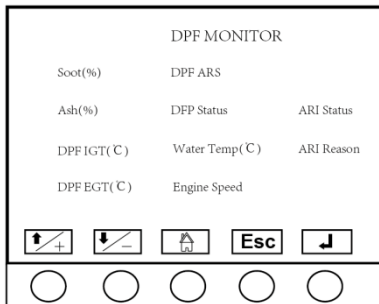 DPF MONITOR
Soot(%) DPF ARS
Ash(%) DFP Status ARI Status
DPF IGT(℃) Water Temp(℃) ARI Reason
DPF EGT(℃) Engine Speed
+ − Esc